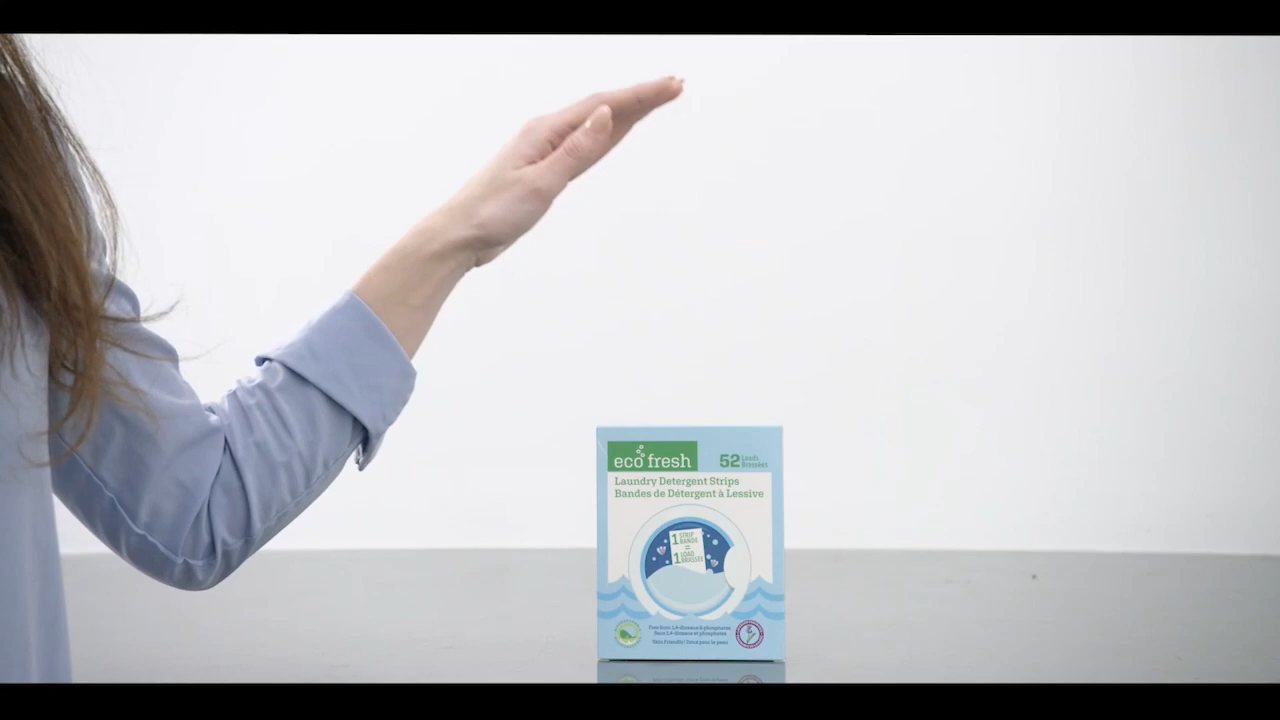 eco fresh
52 Loads
Brassées
Laundry Detergent Strips
Bandes de Détergent à Lessive
1 STRIP
BANDE
=
1 LOAD
BRASSÉE
Free from 1,4-dioxane & phosphates
Sans 1,4-dioxane et phosphates
Skin Friendly/ Doux pour la peau